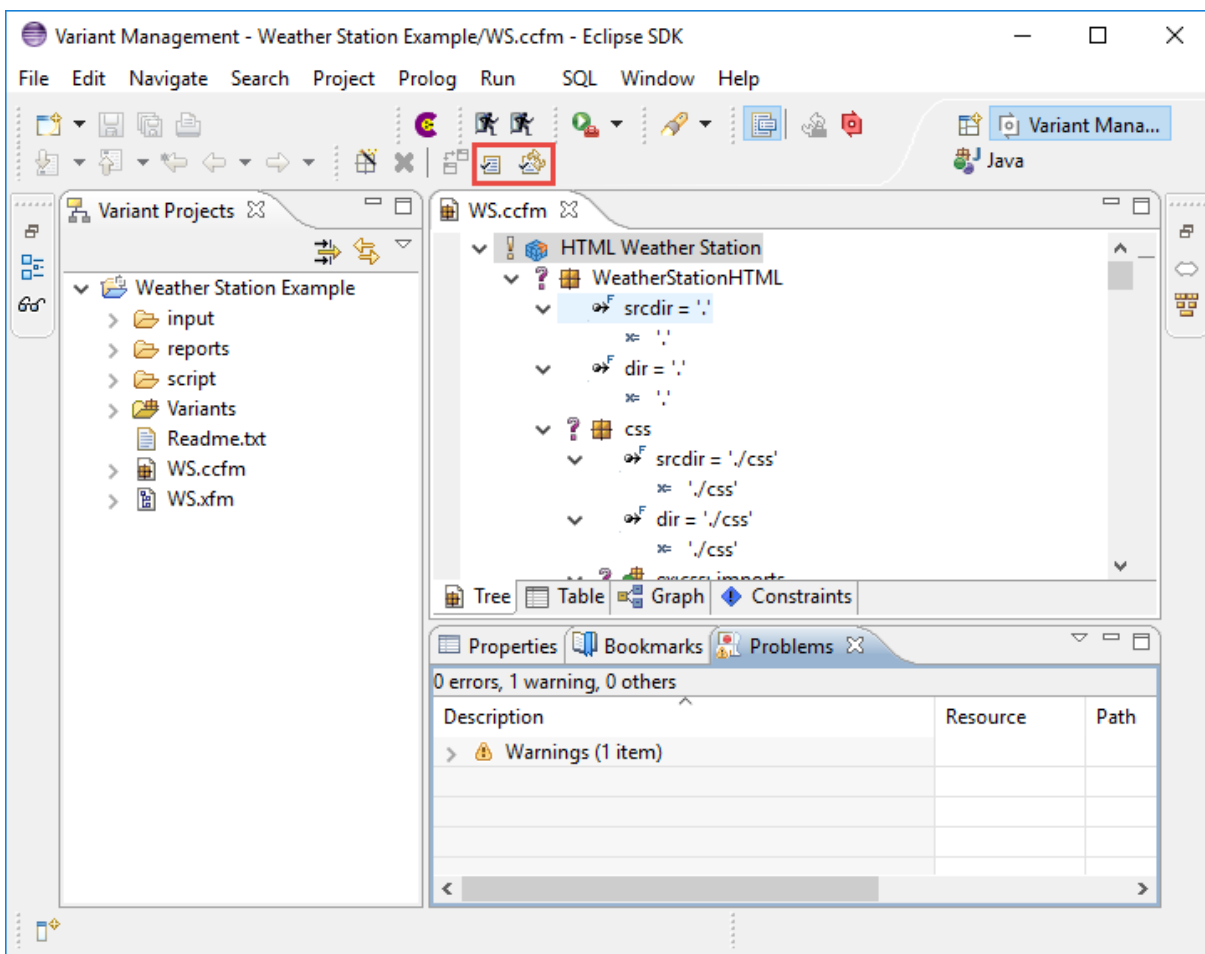 Variant Management - Weather Station Example/WS.ccfm - Eclipse SDK
File Edit Navigate Search Project Prolog Run SQL Window Help
Variant Mana...
Java
Variant Projects
Weather Station Example
input
reports
script
Variants
Readme.txt
WS.ccfm
WS.xfm
WS.ccfm
HTML Weather Station
WeatherStationHTML
srcdir = '.'
'.'
dir = '.'
'.'
css
srcdir = './css'
'./css'
dir = './css'
'./css'
Tree Table Graph Constraints
Properties Bookmarks Problems
0 errors, 1 warning, 0 others
Description Resource Path
Warnings (1 item)